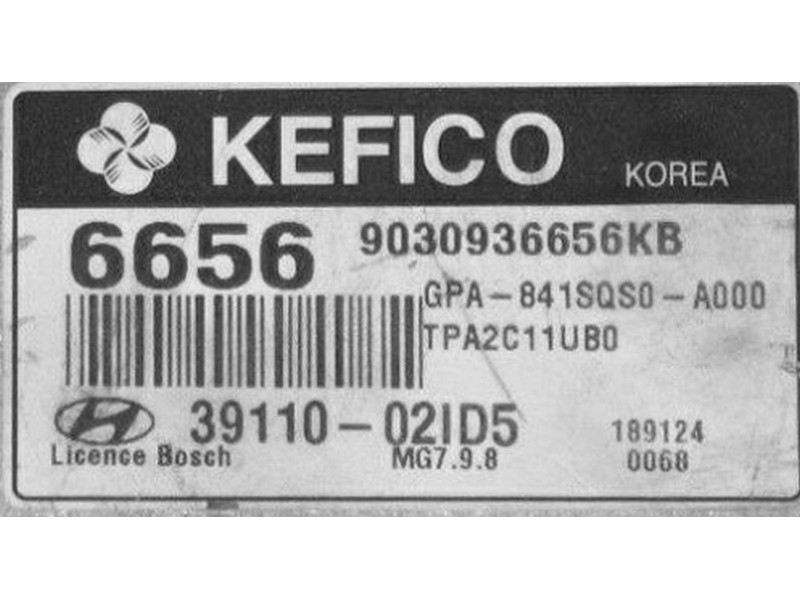 KEFICO KOREA
6656 9030936656KB
GPA-841SQS0-A000
TPA2C11UB0
39110-02ID5 189124
Licence Bosch MG7.9.8 0068